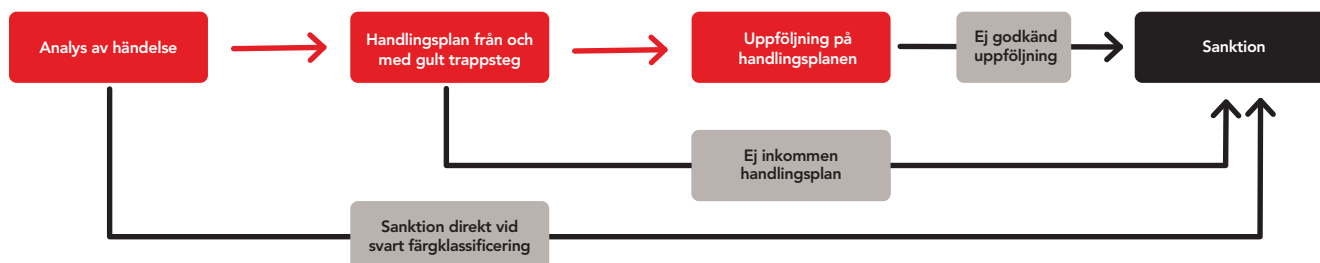 Analys av händelse
Handlingsplan från och
med gult trappsteg
Uppföljning på
handlingsplanen
Ej godkänd
uppföljning
Sanktion
Ej inkommen
handlingsplan
Sanktion direkt vid
svart färgklassificering